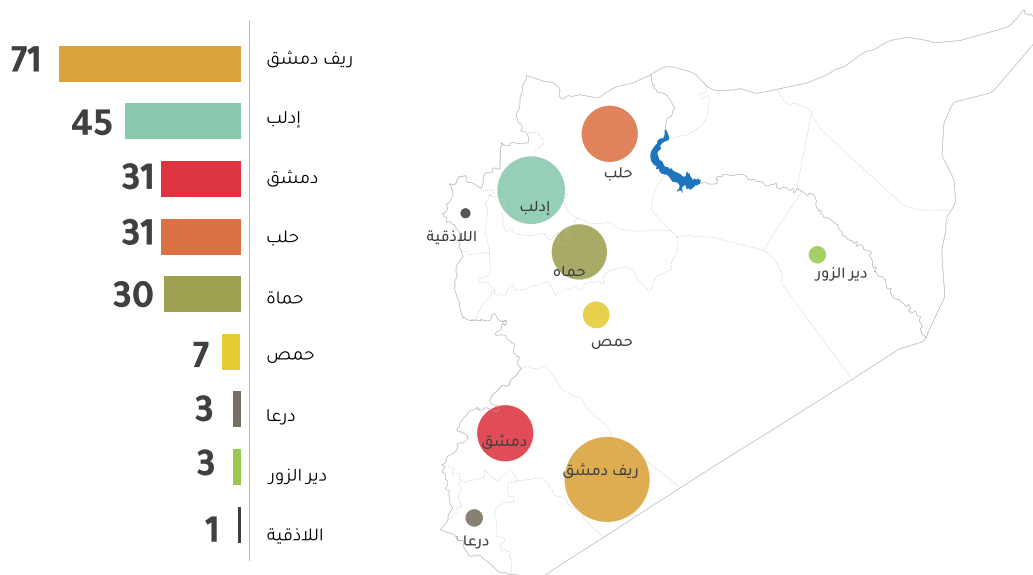 ريف دمشق 71
إدلب 45
دمشق 31
حلب 31
حماة 30
حمص 7
درعا 3
دير الزور 3
اللاذقية 1
حلب
إدلب
اللاذقية
حماه
دير الزور
حمص
دمشق
ريف دمشق
درعا